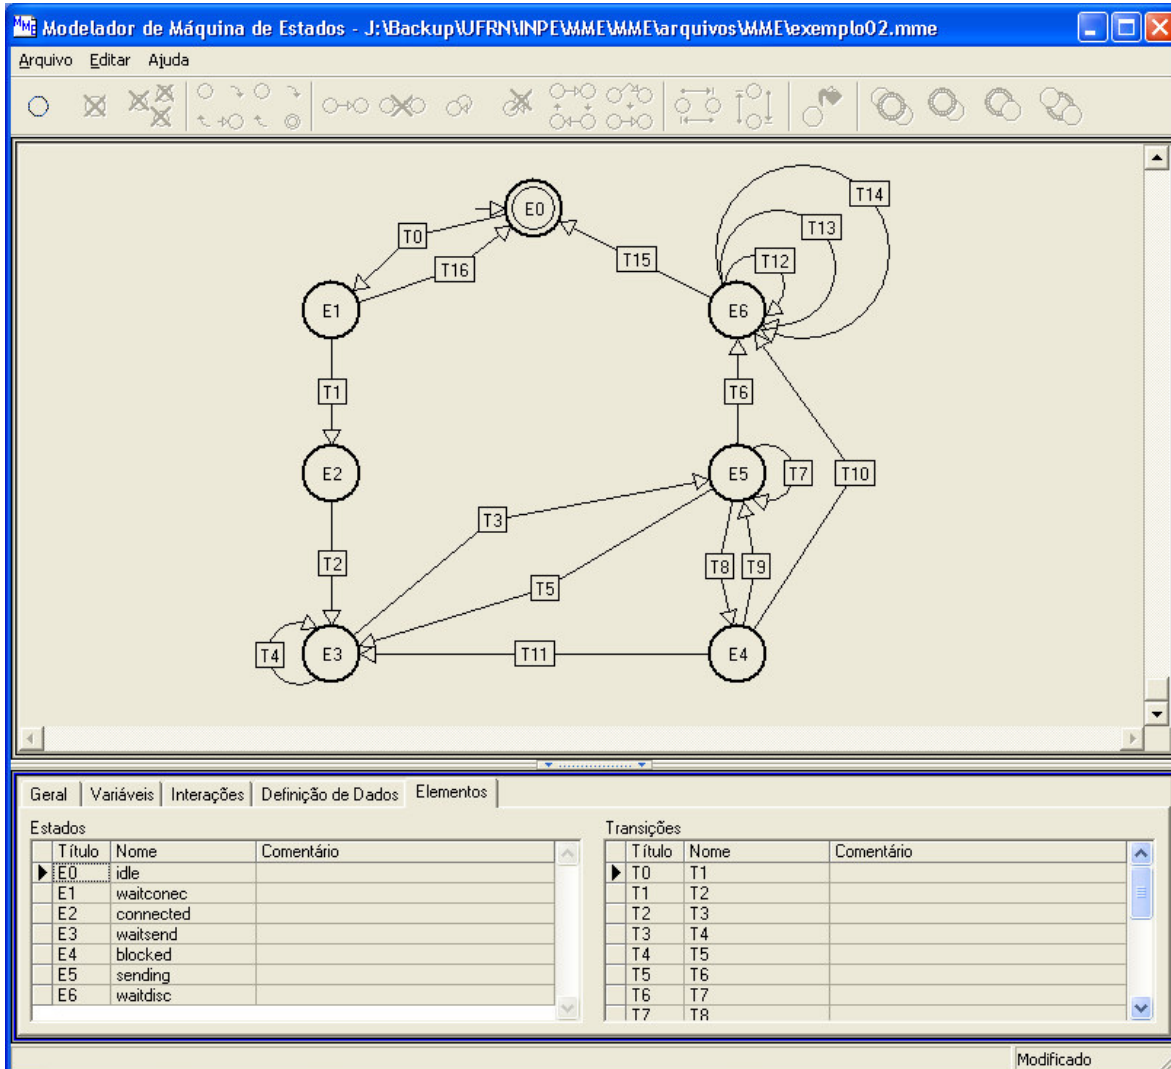 MME Modelador de Máquina de Estados - J:\Backup\UFRN\INPE\MME\MME\arquivos\MME\exemplo02.mme
Arquivo Editar Ajuda
E0
T14
T13
T0
T16
T15
T12
E1
E6
T1
T6
E2
E5
T7
T10
T3
T2
T8
T9
T5
T4
E3
T11
E4
Geral Variáveis Interações Definição de Dados Elementos
Estados
Título Nome Comentário
E0 idle
E1 waitconec
E2 connected
E3 waitsend
E4 blocked
E5 sending
E6 waitdisc
Transições
Título Nome Comentário
T0 T1
T1 T2
T2 T3
T3 T4
T4 T5
T5 T6
T6 T7
T7 T8
Modificado